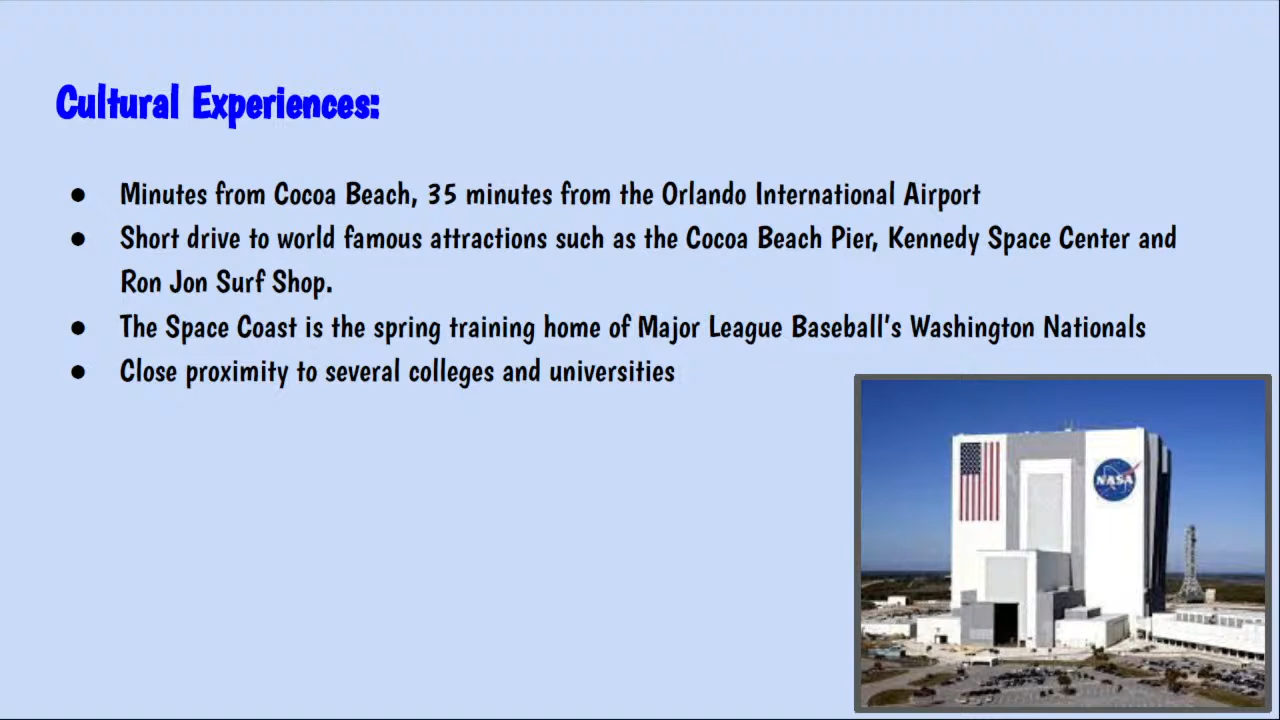 Cultural Experiences:
● Minutes from Cocoa Beach, 35 minutes from the Orlando International Airport
● Short drive to world famous attractions such as the Cocoa Beach Pier, Kennedy Space Center and
Ron Jon Surf Shop.
● The Space Coast is the spring training home of Major League Baseball's Washington Nationals
● Close proximity to several colleges and universities
NASA